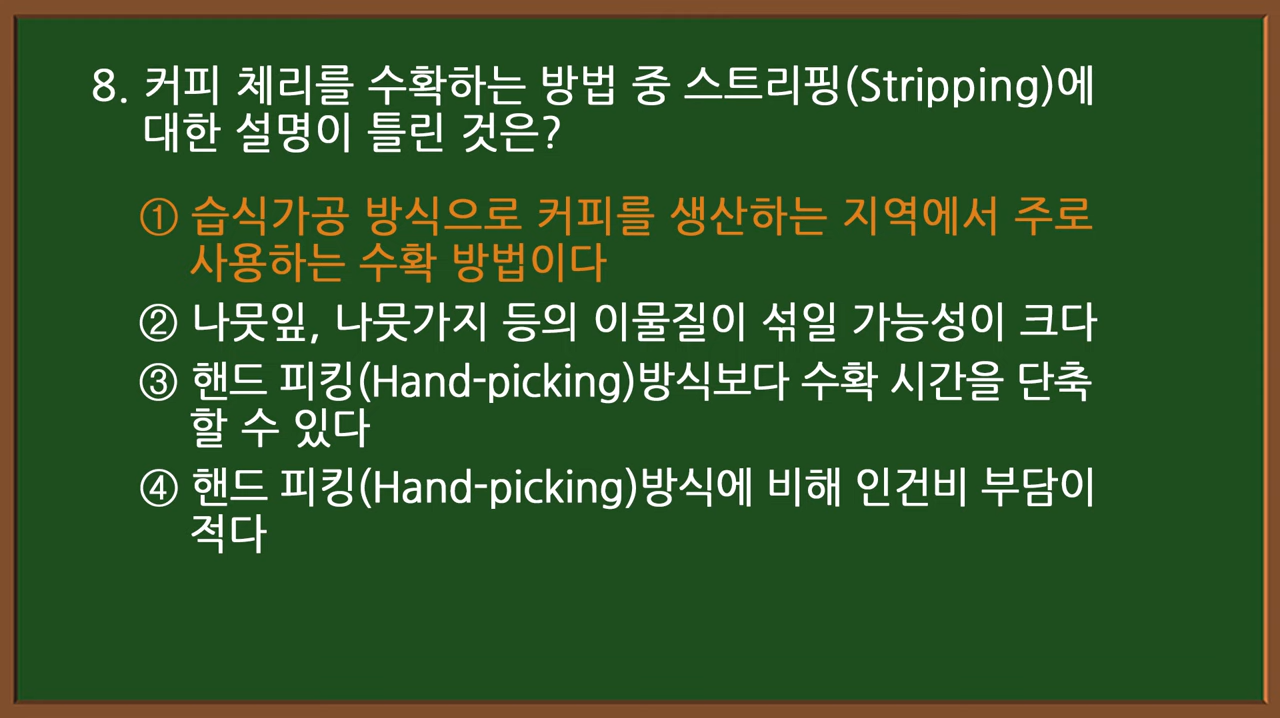 8. 커피 체리를 수확하는 방법 중 스트리핑(Stripping)에
대한 설명이 틀린 것은?
① 습식가공 방식으로 커피를 생산하는 지역에서 주로
사용하는 수확 방법이다
② 나뭇잎, 나뭇가지 등의 이물질이 섞일 가능성이 크다
③ 핸드 피킹(Hand-picking)방식보다 수확 시간을 단축
할 수 있다
④ 핸드 피킹(Hand-picking)방식에 비해 인건비 부담이
적다